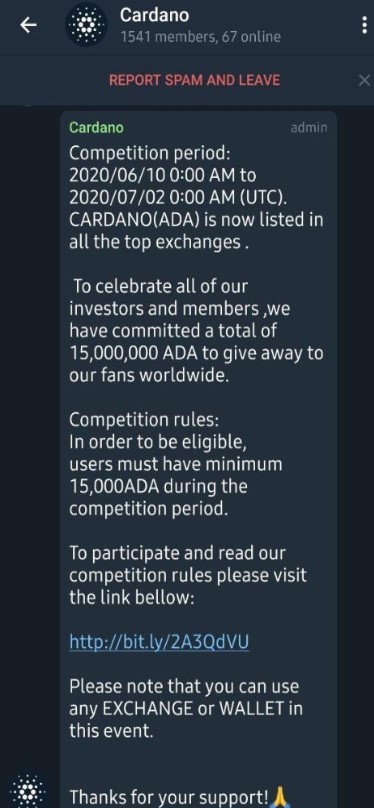 Cardano
1541 members, 67 online
REPORT SPAM AND LEAVE
Cardano admin
Competition period:
2020/06/10 0:00 AM to
2020/07/02 0:00 AM (UTC).
CARDANO(ADA) is now listed in
all the top exchanges .
To celebrate all of our
investors and members ,we
have committed a total of
15,000,000 ADA to give away to
our fans worldwide.
Competition rules:
In order to be eligible,
users must have minimum
15,000ADA during the
competition period.
To participate and read our
competition rules please visit
the link bellow:
http://bit.ly/2A3QdVU
Please note that you can use
any EXCHANGE or WALLET in
this event.
Thanks for your support!🙏